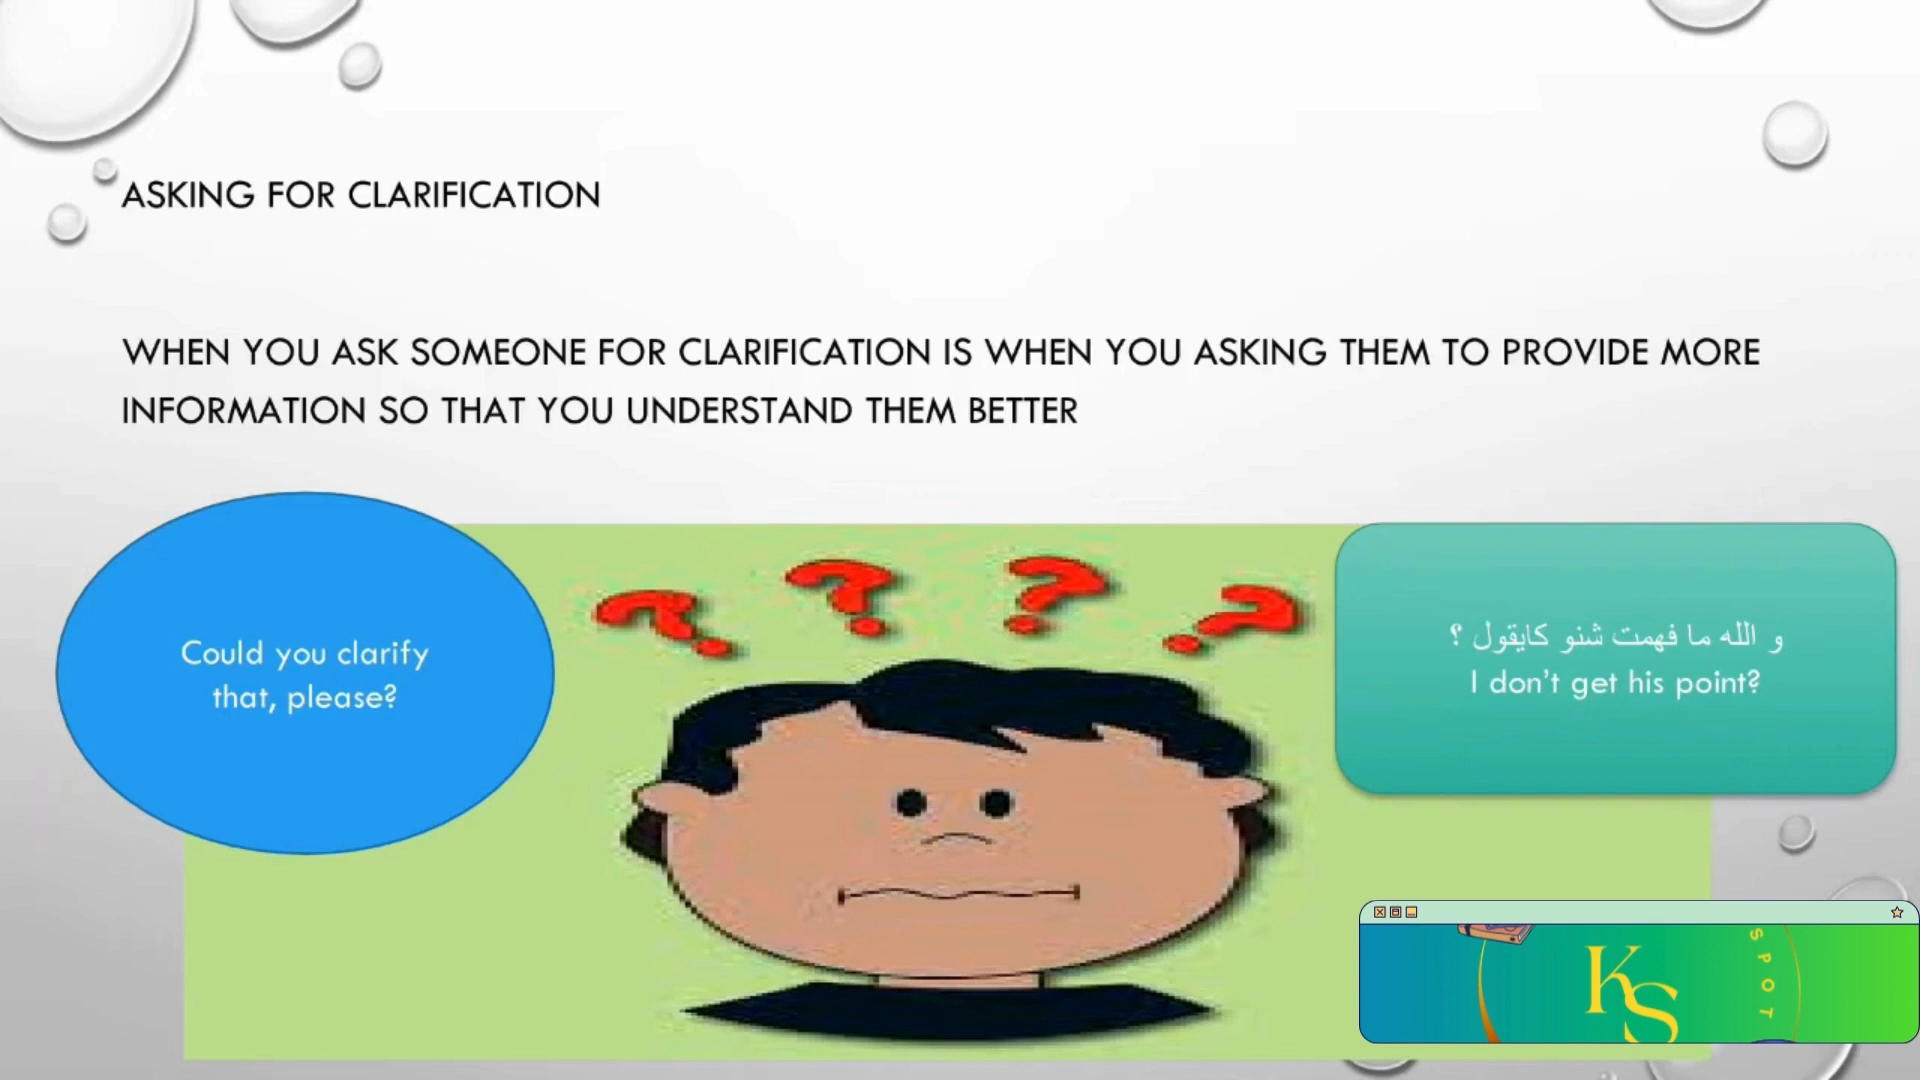 ASKING FOR CLARIFICATION
WHEN YOU ASK SOMEONE FOR CLARIFICATION IS WHEN YOU ASKING THEM TO PROVIDE MORE
INFORMATION SO THAT YOU UNDERSTAND THEM BETTER
Could you clarify
that, please?
و الله ما فهمت شنو كايقول ؟
I don't get his point?
KS
SPOT